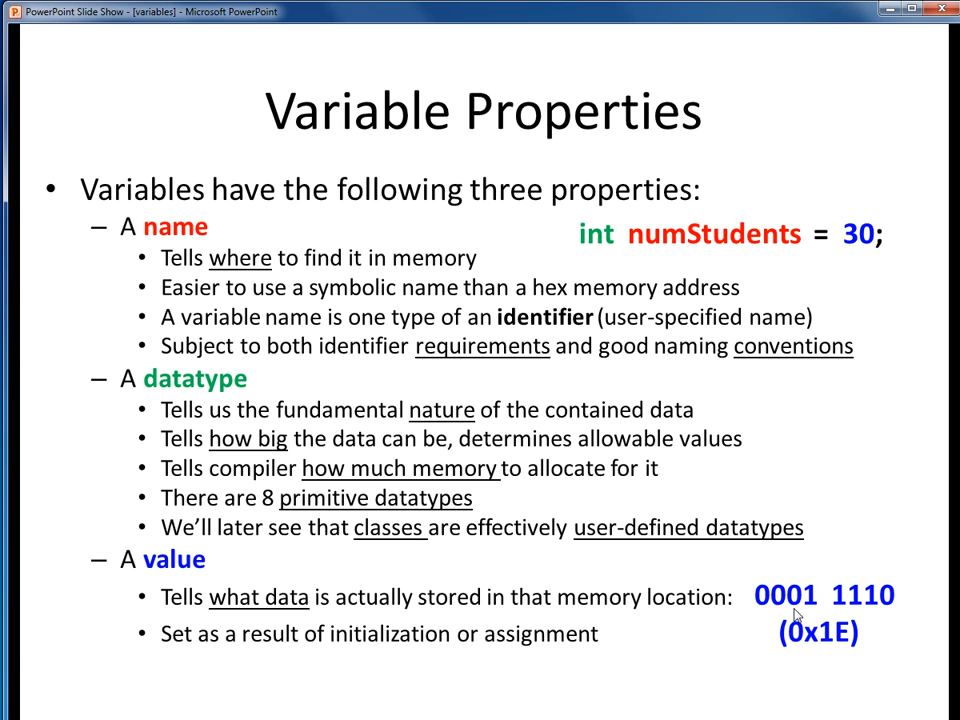 PowerPoint Slide Show - [variables] - Microsoft PowerPoint
Variable Properties
• Variables have the following three properties:
– A name
int numStudents = 30;
• Tells where to find it in memory
• Easier to use a symbolic name than a hex memory address
• A variable name is one type of an identifier (user-specified name)
• Subject to both identifier requirements and good naming conventions
– A datatype
• Tells us the fundamental nature of the contained data
• Tells how big the data can be, determines allowable values
• Tells compiler how much memory to allocate for it
• There are 8 primitive datatypes
• We'll later see that classes are effectively user-defined datatypes
– A value
• Tells what data is actually stored in that memory location: 0001 1110
• Set as a result of initialization or assignment (0x1E)